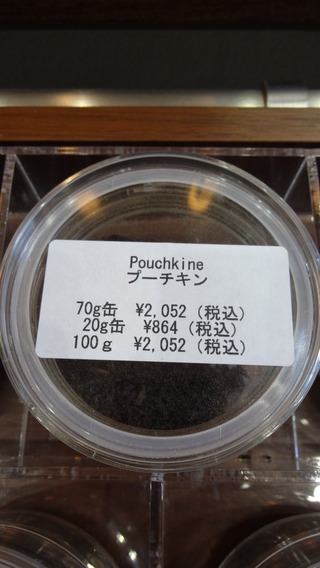 Pouchkine
プーチキン
70g缶 ¥2,052（税込）
20g缶 ¥864（税込）
100ｇ ¥2,052（税込）